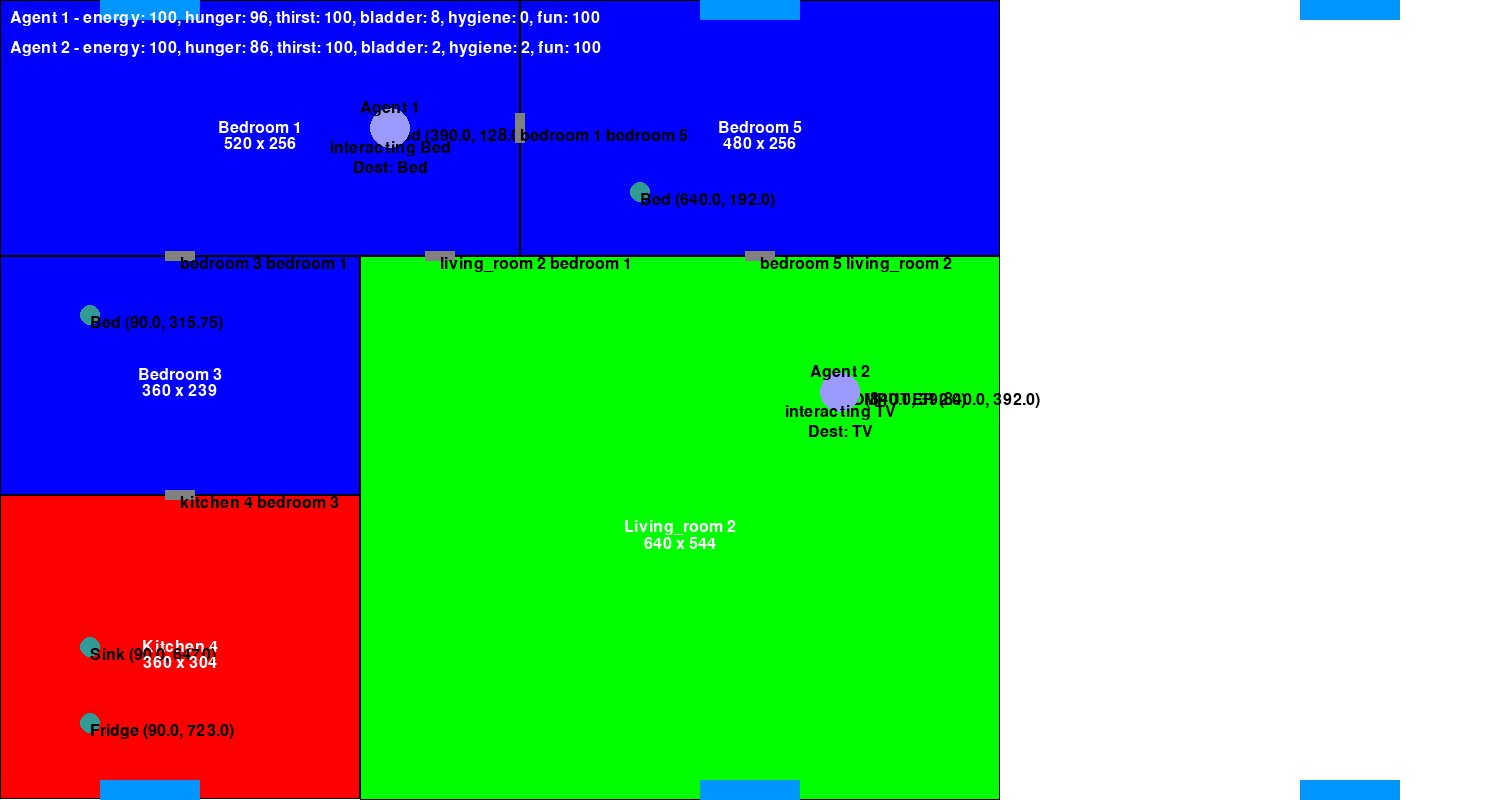 Agent 1 - energy: 100, hunger: 96, thirst: 100, bladder: 8, hygiene: 0, fun: 100
Agent 2 - energy: 100, hunger: 86, thirst: 100, bladder: 2, hygiene: 2, fun: 100
Agent 1
Bedroom 1
520 x 256
(390.0, 128.0
bedroom 1 bedroom 5
interacting Bed
Dest: Bed
Bedroom 5
480 x 256
Bed (640.0, 192.0)
bedroom 3 bedroom 1
living_room 2 bedroom 1
bedroom 5 living_room 2
Bed (90.0, 315.75)
Bedroom 3
360 x 239
Agent 2
392.0)
interacting TV
Dest: TV
kitchen 4 bedroom 3
Living_room 2
640 x 544
Kitchen 4
Sink (90.0, 647.0)
360 x 304
Fridge (90.0, 723.0)